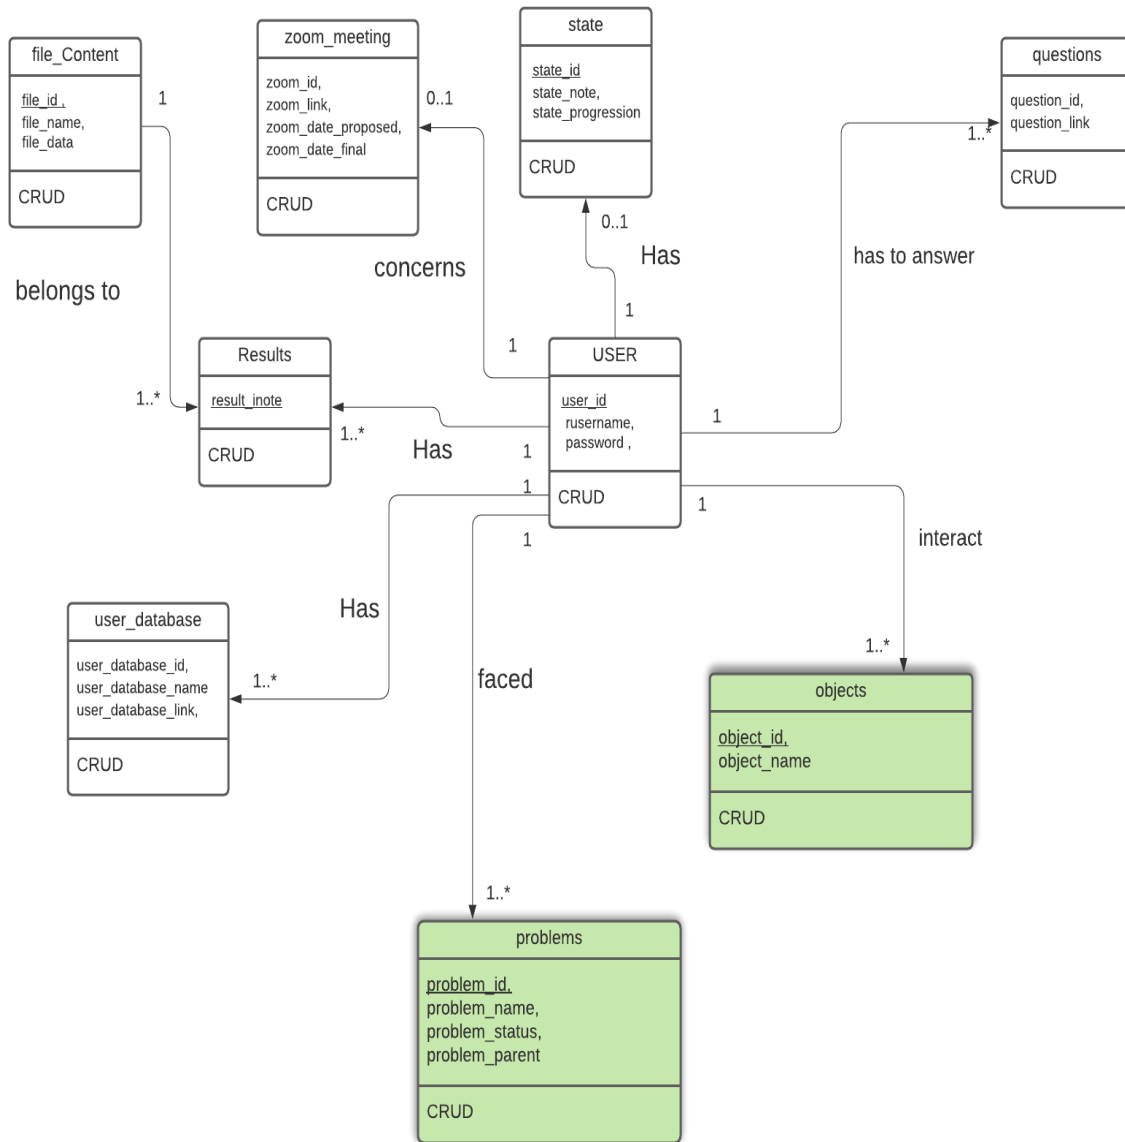 file_Content
file_id ,
file_name,
file_data
CRUD
1
zoom_meeting
zoom_id,
zoom_link,
zoom_date_proposed,
zoom_date_final
CRUD
0..1
state
state_id
state_note,
state_progression
CRUD
0..1
Has
1
questions
question_id,
question_link
CRUD
1..*
has to answer
concerns
belongs to
1
1..*
Results
result_inote
CRUD
1..*
Has
1
USER
user_id
rusername,
password ,
CRUD
1
1
1
1
interact
1..*
user_database
user_database_id,
user_database_name
user_database_link,
CRUD
Has
1..*
faced
1..*
objects
object_id,
object_name
CRUD
problems
problem_id,
problem_name,
problem_status,
problem_parent
CRUD